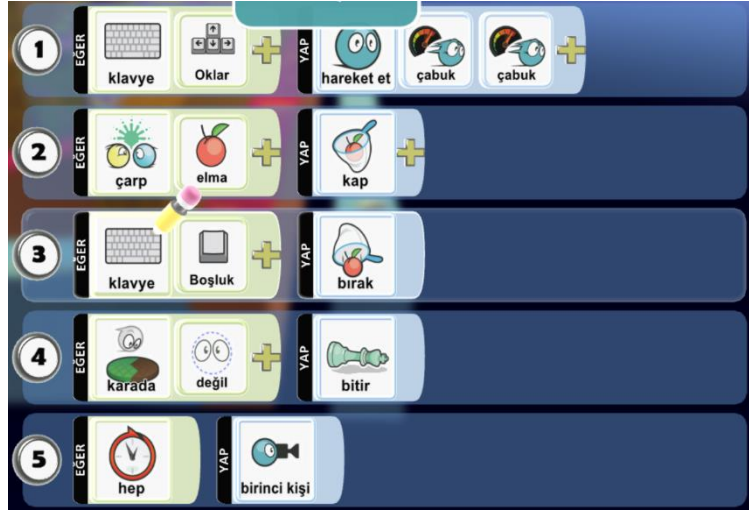 1 EĞER klavye Oklar YAP hareket et çabuk çabuk
2 EĞER çarp elma YAP kap
3 EĞER klavye Boşluk YAP bırak
4 EĞER karada değil YAP bitir
5 EĞER hep YAP birinci kişi